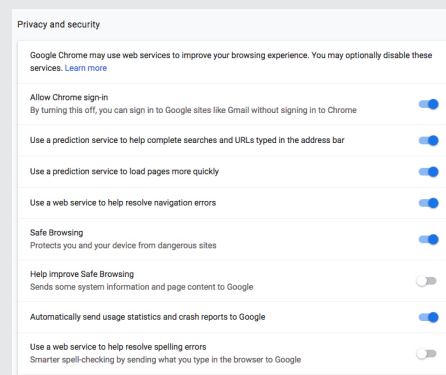 Privacy and security
Google Chrome may use web services to improve your browsing experience. You may optionally disable these
services. Learn more
Allow Chrome sign-in
By turning this off, you can sign in to Google sites like Gmail without signing in to Chrome
Use a prediction service to help complete searches and URLs typed in the address bar
Use a prediction service to load pages more quickly
Use a web service to help resolve navigation errors
Safe Browsing
Protects you and your device from dangerous sites
Help improve Safe Browsing
Sends some system information and page content to Google
Automatically send usage statistics and crash reports to Google
Use a web service to help resolve spelling errors
Smarter spell-checking by sending what you type in the browser to Google